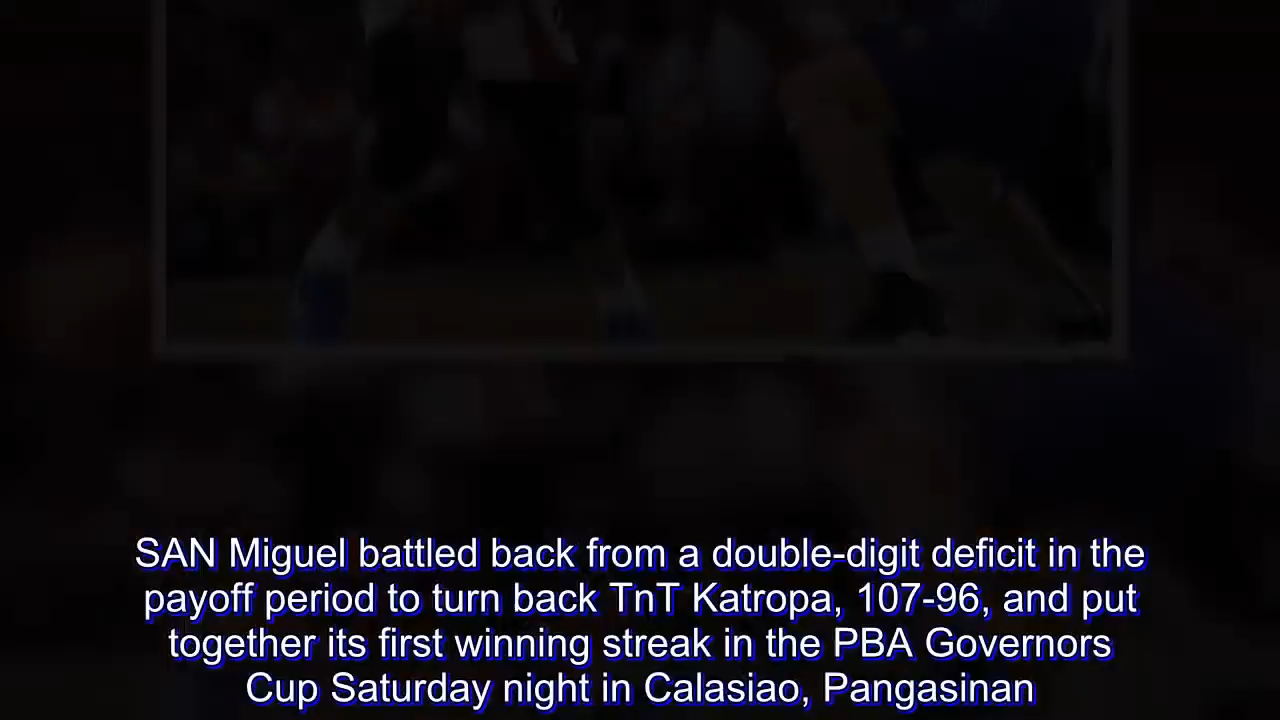 SAN Miguel battled back from a double-digit deficit in the
payoff period to turn back TnT Katropa, 107-96, and put
together its first winning streak in the PBA Governors
Cup Saturday night in Calasiao, Pangasinan